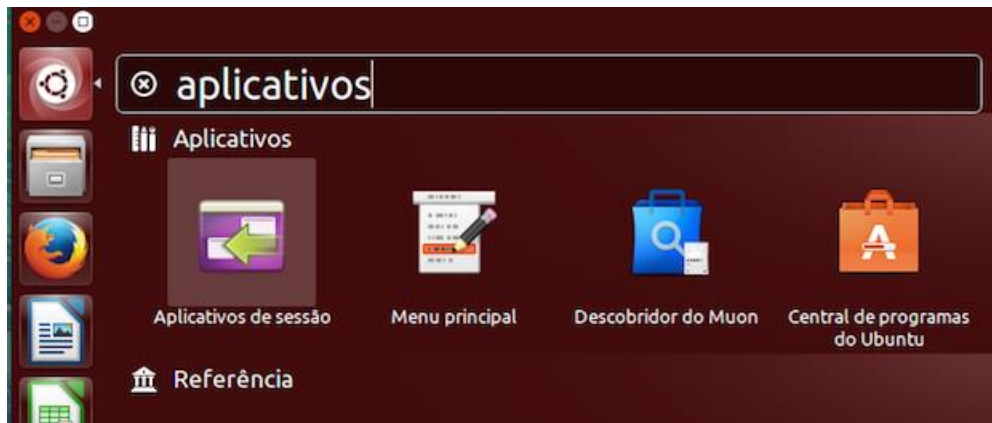 aplicativos
Aplicativos
Aplicativos de sessão
Menu principal
Descobridor do Muon
Central de programas
do Ubuntu
Referência